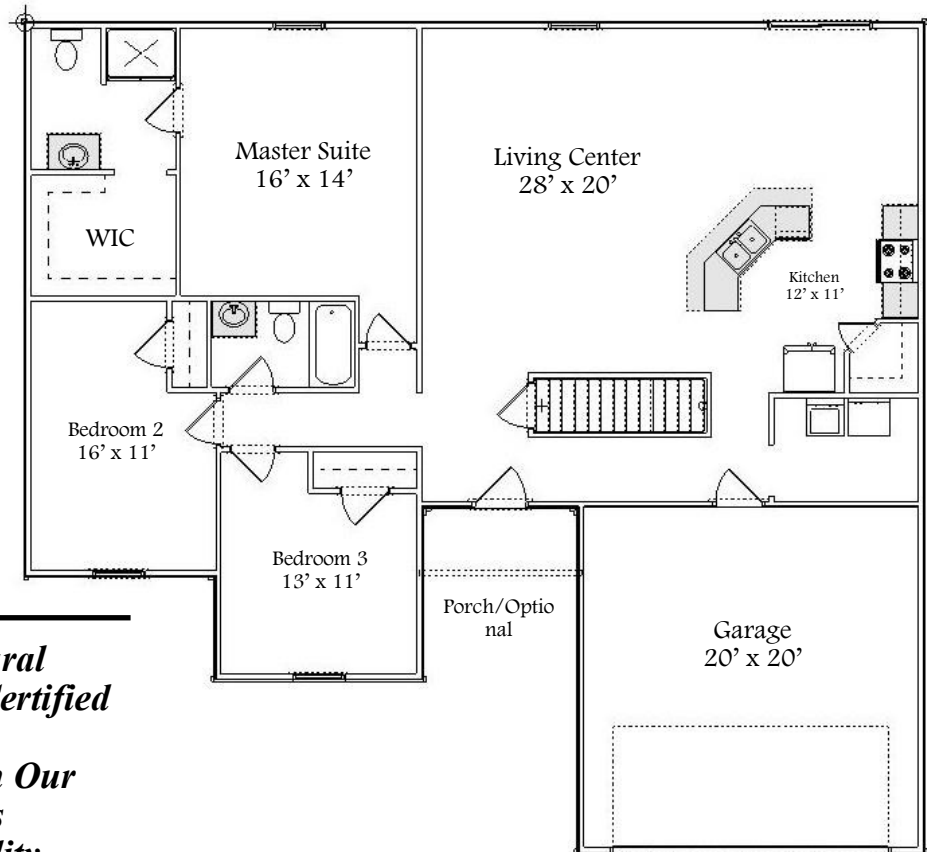 Master Suite
16’ x 14’
Living Center
28’ x 20’
WIC
Kitchen
12’ x 11’
Bedroom 2
16’ x 11’
Bedroom 3
13’ x 11’
Porch/Optio
nal
Garage
20’ x 20’
ral
lertified
Our